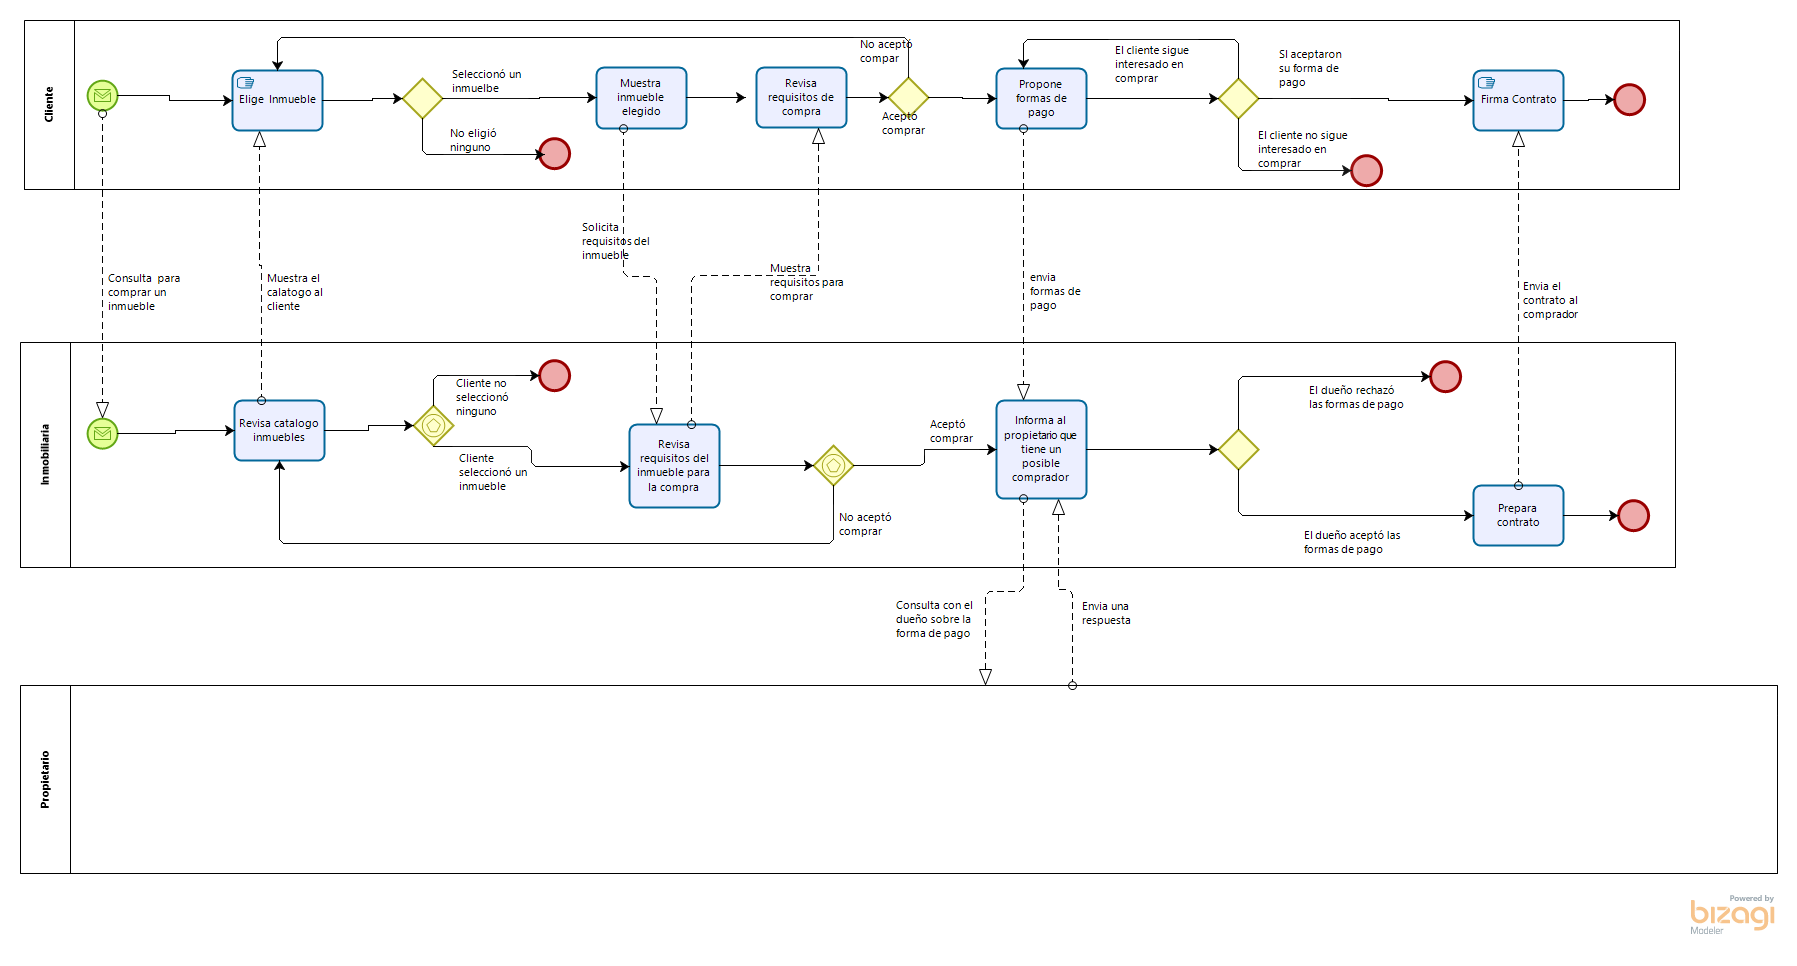 Cliente
Elige Inmueble
Seleccionó un
inmuelbe
No eligió
ninguno
Muestra
inmueble
elegido
Revisa
requisitos de
compra
No aceptó
compar
Aceptó
comprar
Propone
formas de
pago
El cliente sigue
interesado en
comprar
SI aceptaron
su forma de
pago
El cliente no sigue
interesado en
comprar
Firma Contrato
Consulta para
comprar un
inmueble
Muestra el
calatogo al
cliente
Solicita
requisitos del
inmueble
Muestra
requisitos para
comprar
envia
formas de
pago
Envia el
contrato al
comprador
Inmobiliaria
Revisa catalogo
inmuebles
Cliente no
seleccionó
ninguno
Cliente
seleccionó un
inmueble
Revisa
requisitos del
inmueble para
la compra
Aceptó
comprar
No aceptó
comprar
Informa al
propietario que
tiene un
posible
comprador
El dueño rechazó
las formas de pago
El dueño aceptó las
formas de pago
Prepara
contrato
Consulta con el
dueño sobre la
forma de pago
Envia una
respuesta
Propietario
Powered by
bizagi
Modeler